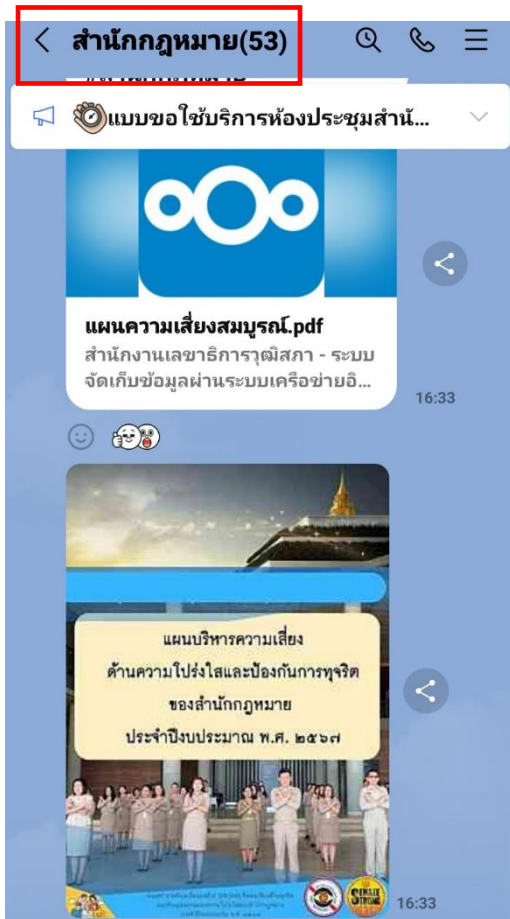 สำนักกฎหมาย(53)
แบบขอใช้บริการห้องประชุมสำนั...
แผนความเสี่ยงสมบูรณ์.pdf
สำนักงานเลขาธิการวุฒิสภา - ระบบ
จัดเก็บข้อมูลผ่านระบบเครือข่ายอิ...
16:33
แผนบริหารความเสี่ยง
ด้านความโปร่งใสและป้องกันการทุจริต
ของสำนักกฎหมาย
ประจำปีงบประมาณ พ.ศ. ๒๕๖๗
SENATE
STRONG
16:33